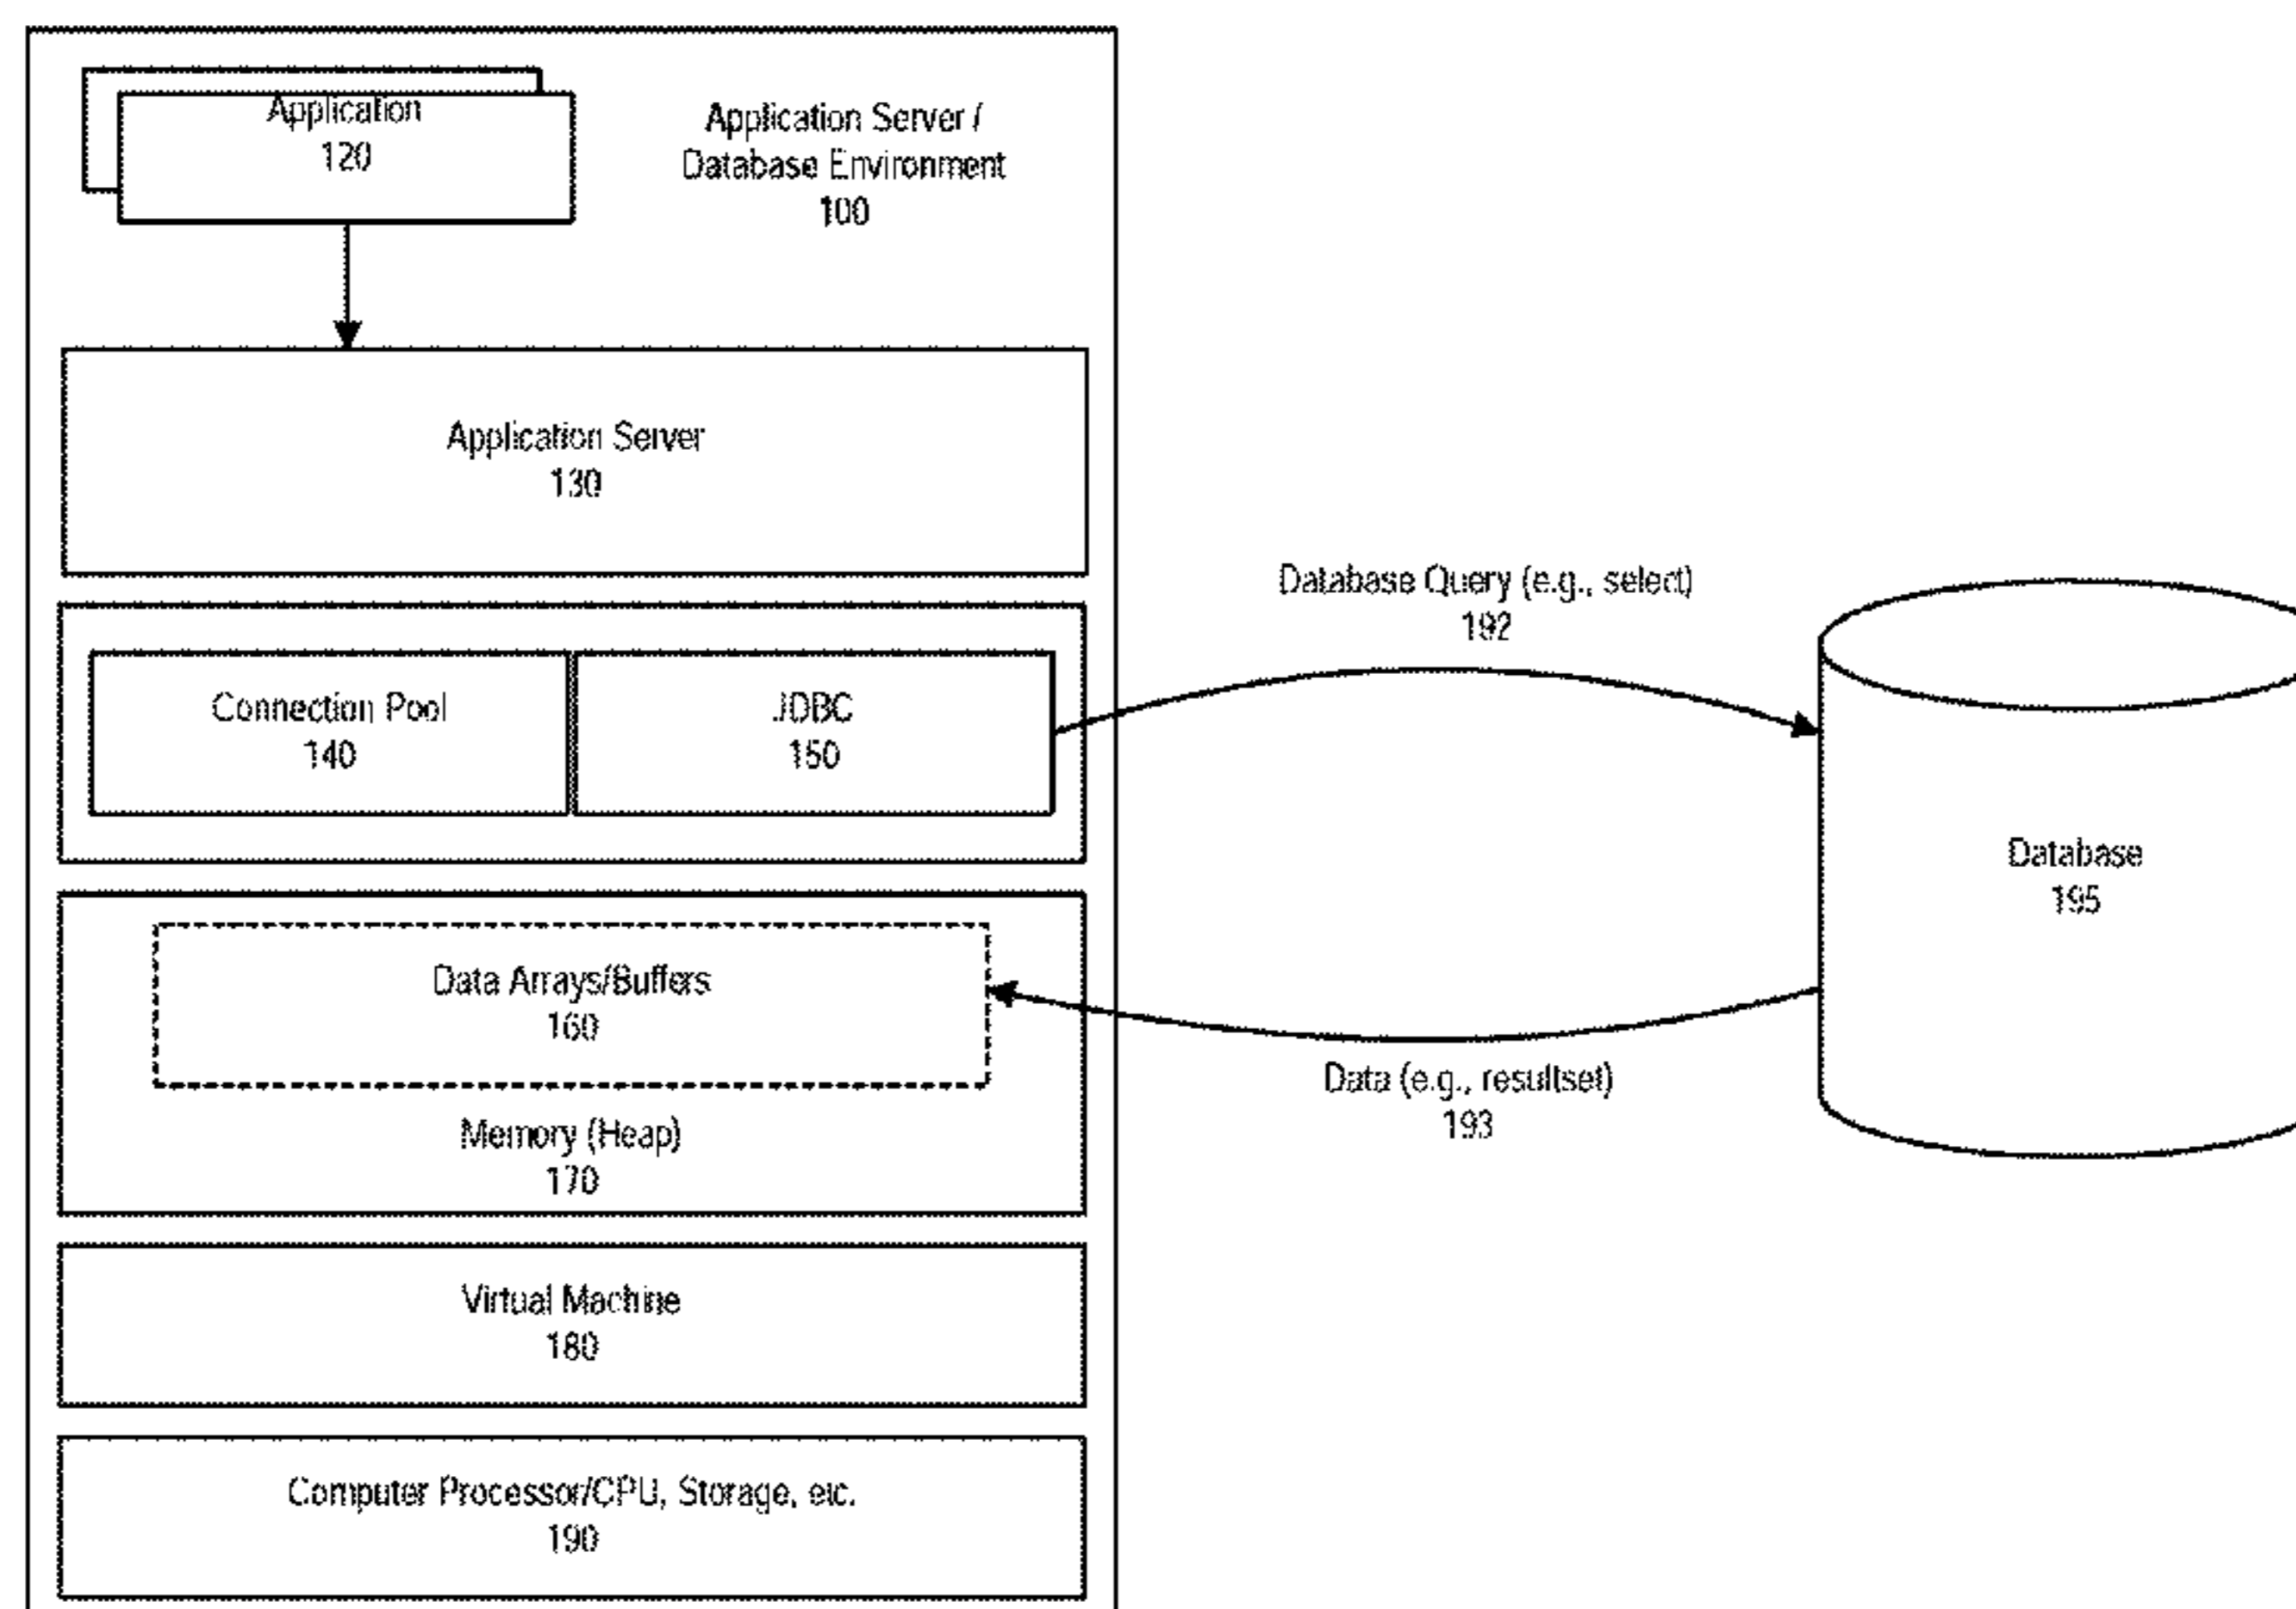 Application
120
Application Server /
Database Environment
100
Application Server
130
Database Query (e.g., select)
192
Connection Pool
140
JDBC
150
Database
195
Data Arrays/Buffers
160
Data (e.g., resultset)
193
Memory (Heap)
170
Virtual Machine
180
Computer Processor/CPU, Storage, etc.
190